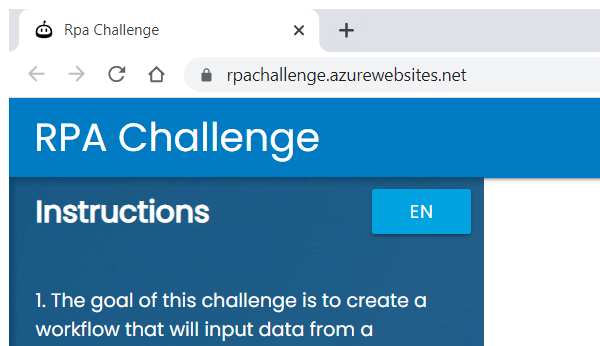 Rpa Challenge
rpachallenge.azurewebsites.net
RPA Challenge
Instructions
EN
1. The goal of this challenge is to create a
workflow that will input data from a